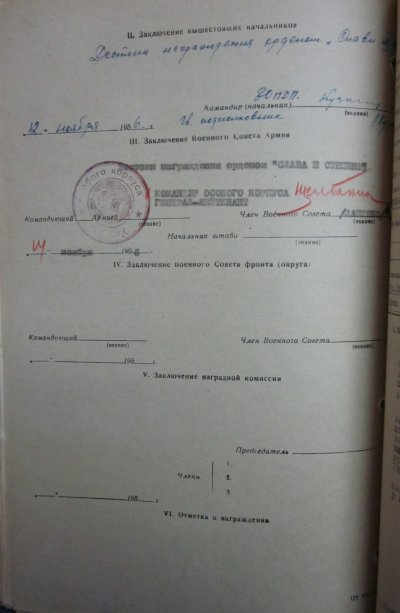 II. Заключение вышестоящих начальников
Достоин награждения орденом "Слава
Командир (начальник)
12 ноября 1956 г. гв. подполковник
III. Заключение Военного Совета Армии
Достоин награждения орденом "СЛАВА III СТЕПЕНИ"
КОМАНДИР ОСОБОГО КОРПУСА
ГЕНЕРАЛ-ЛЕЙТЕНАНТ
Командующий Армией
(звание)
Член Военного Совета
(звание)
Начальник штаба
(звание)
14 ноября 1956
IV. Заключение Военного Совета фронта (округа)
Командующий
(звание)
Член Военного Совета
(звание)
" " 195 г.
V. Заключение наградной комиссии
Председатель
Члены
1.
2.
3.
" " 195 г.
VI. Отметка о награждении